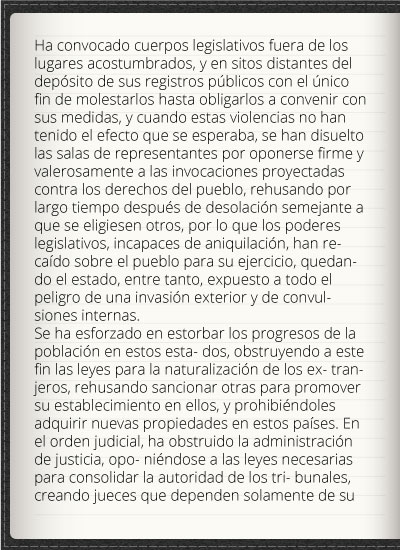 Ha convocado cuerpos legislativos fuera de los
lugares acostumbrados, y en sitos distantes del
depósito de sus registros públicos con el único
fin de molestarlos hasta obligarlos a convenir con
sus medidas, y cuando estas violencias no han
tenido el efecto que se esperaba, se han disuelto
las salas de representantes por oponerse firme y
valerosamente a las invocaciones proyectadas
contra los derechos del pueblo, rehusando por
largo tiempo después de desolación semejante a
que se eligiesen otros, por lo que los poderes
legislativos, incapaces de aniquilación, han re-
caído sobre el pueblo para su ejercicio, quedan-
do el estado, entre tanto, expuesto a todo el
peligro de una invasión exterior y de convul-
siones internas.
Se ha esforzado en estorbar los progresos de la
población en estos esta- dos, obstruyendo a este
fin las leyes para la naturalización de los ex- tran-
jeros, rehusando sancionar otras para promover
su establecimiento en ellos, y prohibiéndoles
adquirir nuevas propiedades en estos países. En
el orden judicial, ha obstruido la administración
de justicia, opo- niéndose a las leyes necesarias
para consolidar la autoridad de los tri- bunales,
creando jueces que dependen solamente de su